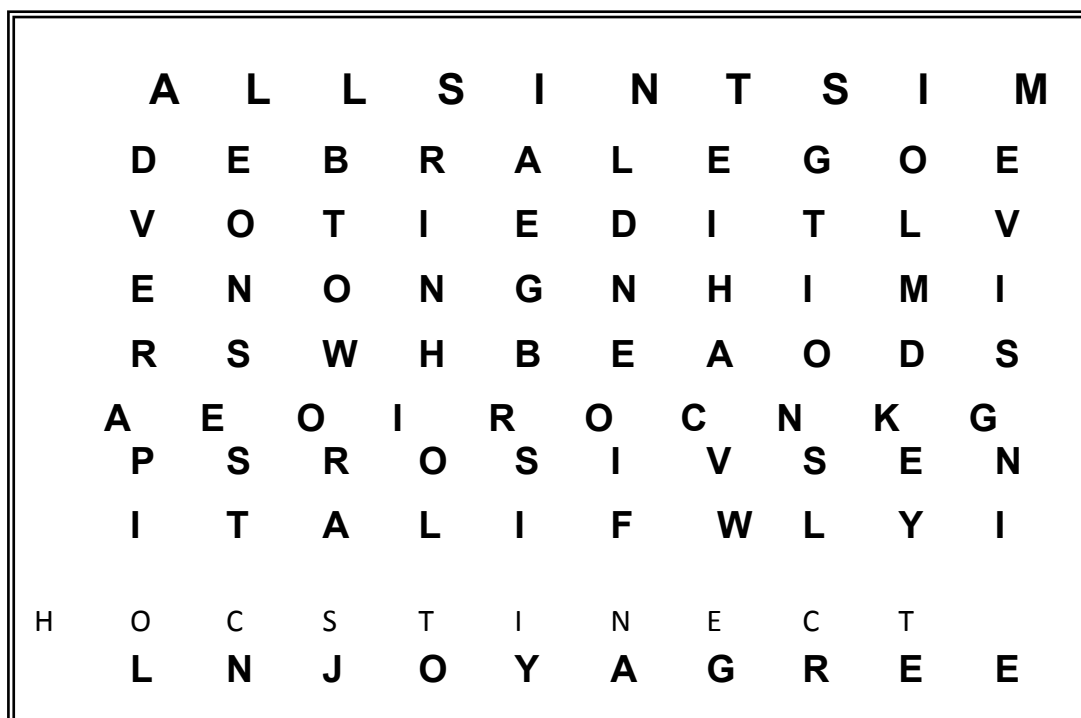 A L L S I N T S I M
D E B R A L E G O E
V O T I E D I T L V
E N O N G N H I M I
R S W H B E A O D S
A E O I R O C N K G
P S R O S I V S E N
I T A L I F W L Y I
H O C S T I N E C T
L N J O Y A G R E E